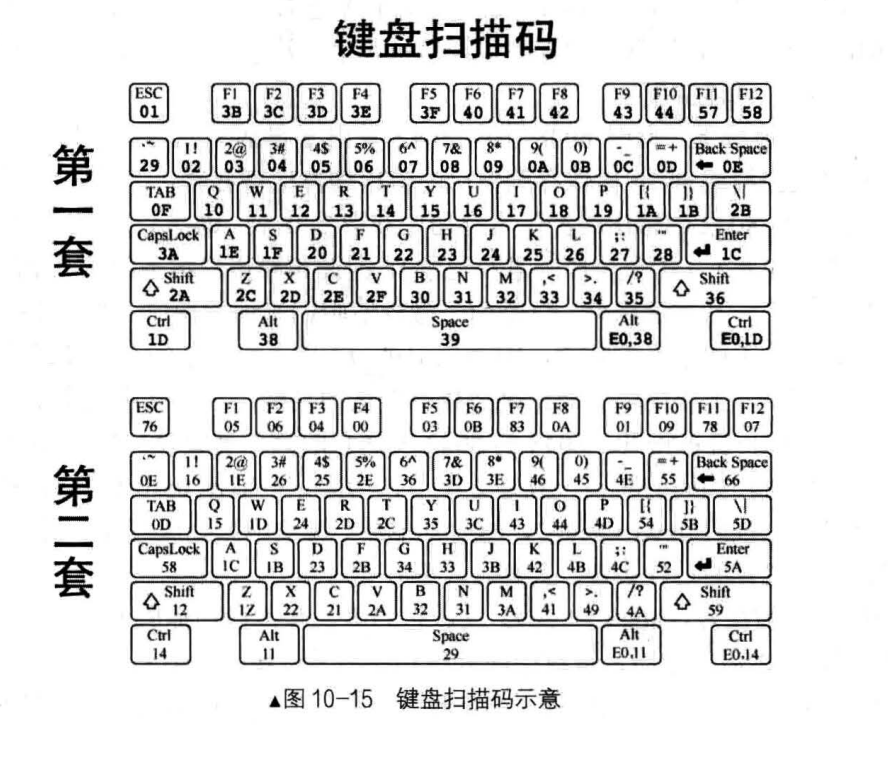 键盘扫描码
第一套
ESC F1 F2 F3 F4 F5 F6 F7 F8 F9 F10 F11 F12
01 3B 3C 3D 3E 3F 40 41 42 43 44 57 58
`~ 1! 2@ 3# 4$ 5% 6^ 7& 8* 9( 0) -_ =+ Back Space
29 02 03 04 05 06 07 08 09 0A 0B 0C 0D ← 0E
TAB Q W E R T Y U I O P [{ ]} \|
0F 10 11 12 13 14 15 16 17 18 19 1A 1B 2B
CapsLock A S D F G H J K L ;: '" Enter
3A 1E 1F 20 21 22 23 24 25 26 27 28 ↵ 1C
⇧ Shift Z X C V B N M ,< >. /? ⇧ Shift
2A 2C 2D 2E 2F 30 31 32 33 34 35 36
Ctrl Alt Space Alt Ctrl
1D 38 39 E0,38 E0,1D
第二套
ESC F1 F2 F3 F4 F5 F6 F7 F8 F9 F10 F11 F12
76 05 06 04 00 03 0B 83 0A 01 09 78 07
`~ 1! 2@ 3# 4$ 5% 6^ 7& 8* 9( 0) -_ =+ Back Space
0E 16 1E 26 25 2E 36 3D 3E 46 45 4E 55 ← 66
TAB Q W E R T Y U I O P [{ ]} \|
0D 15 1D 24 2D 2C 35 3C 43 44 4D 54 5B 5D
CapsLock A S D F G H J K L ;: '" Enter
58 1C 1B 23 2B 34 33 3B 42 4B 4C 52 ↵ 5A
⇧ Shift Z X C V B N M ,< >. /? ⇧ Shift
12 1Z 22 21 2A 32 31 3A 41 49 4A 59
Ctrl Alt Space Alt Ctrl
14 11 29 E0,11 E0.14
▲图 10-15 键盘扫描码示意